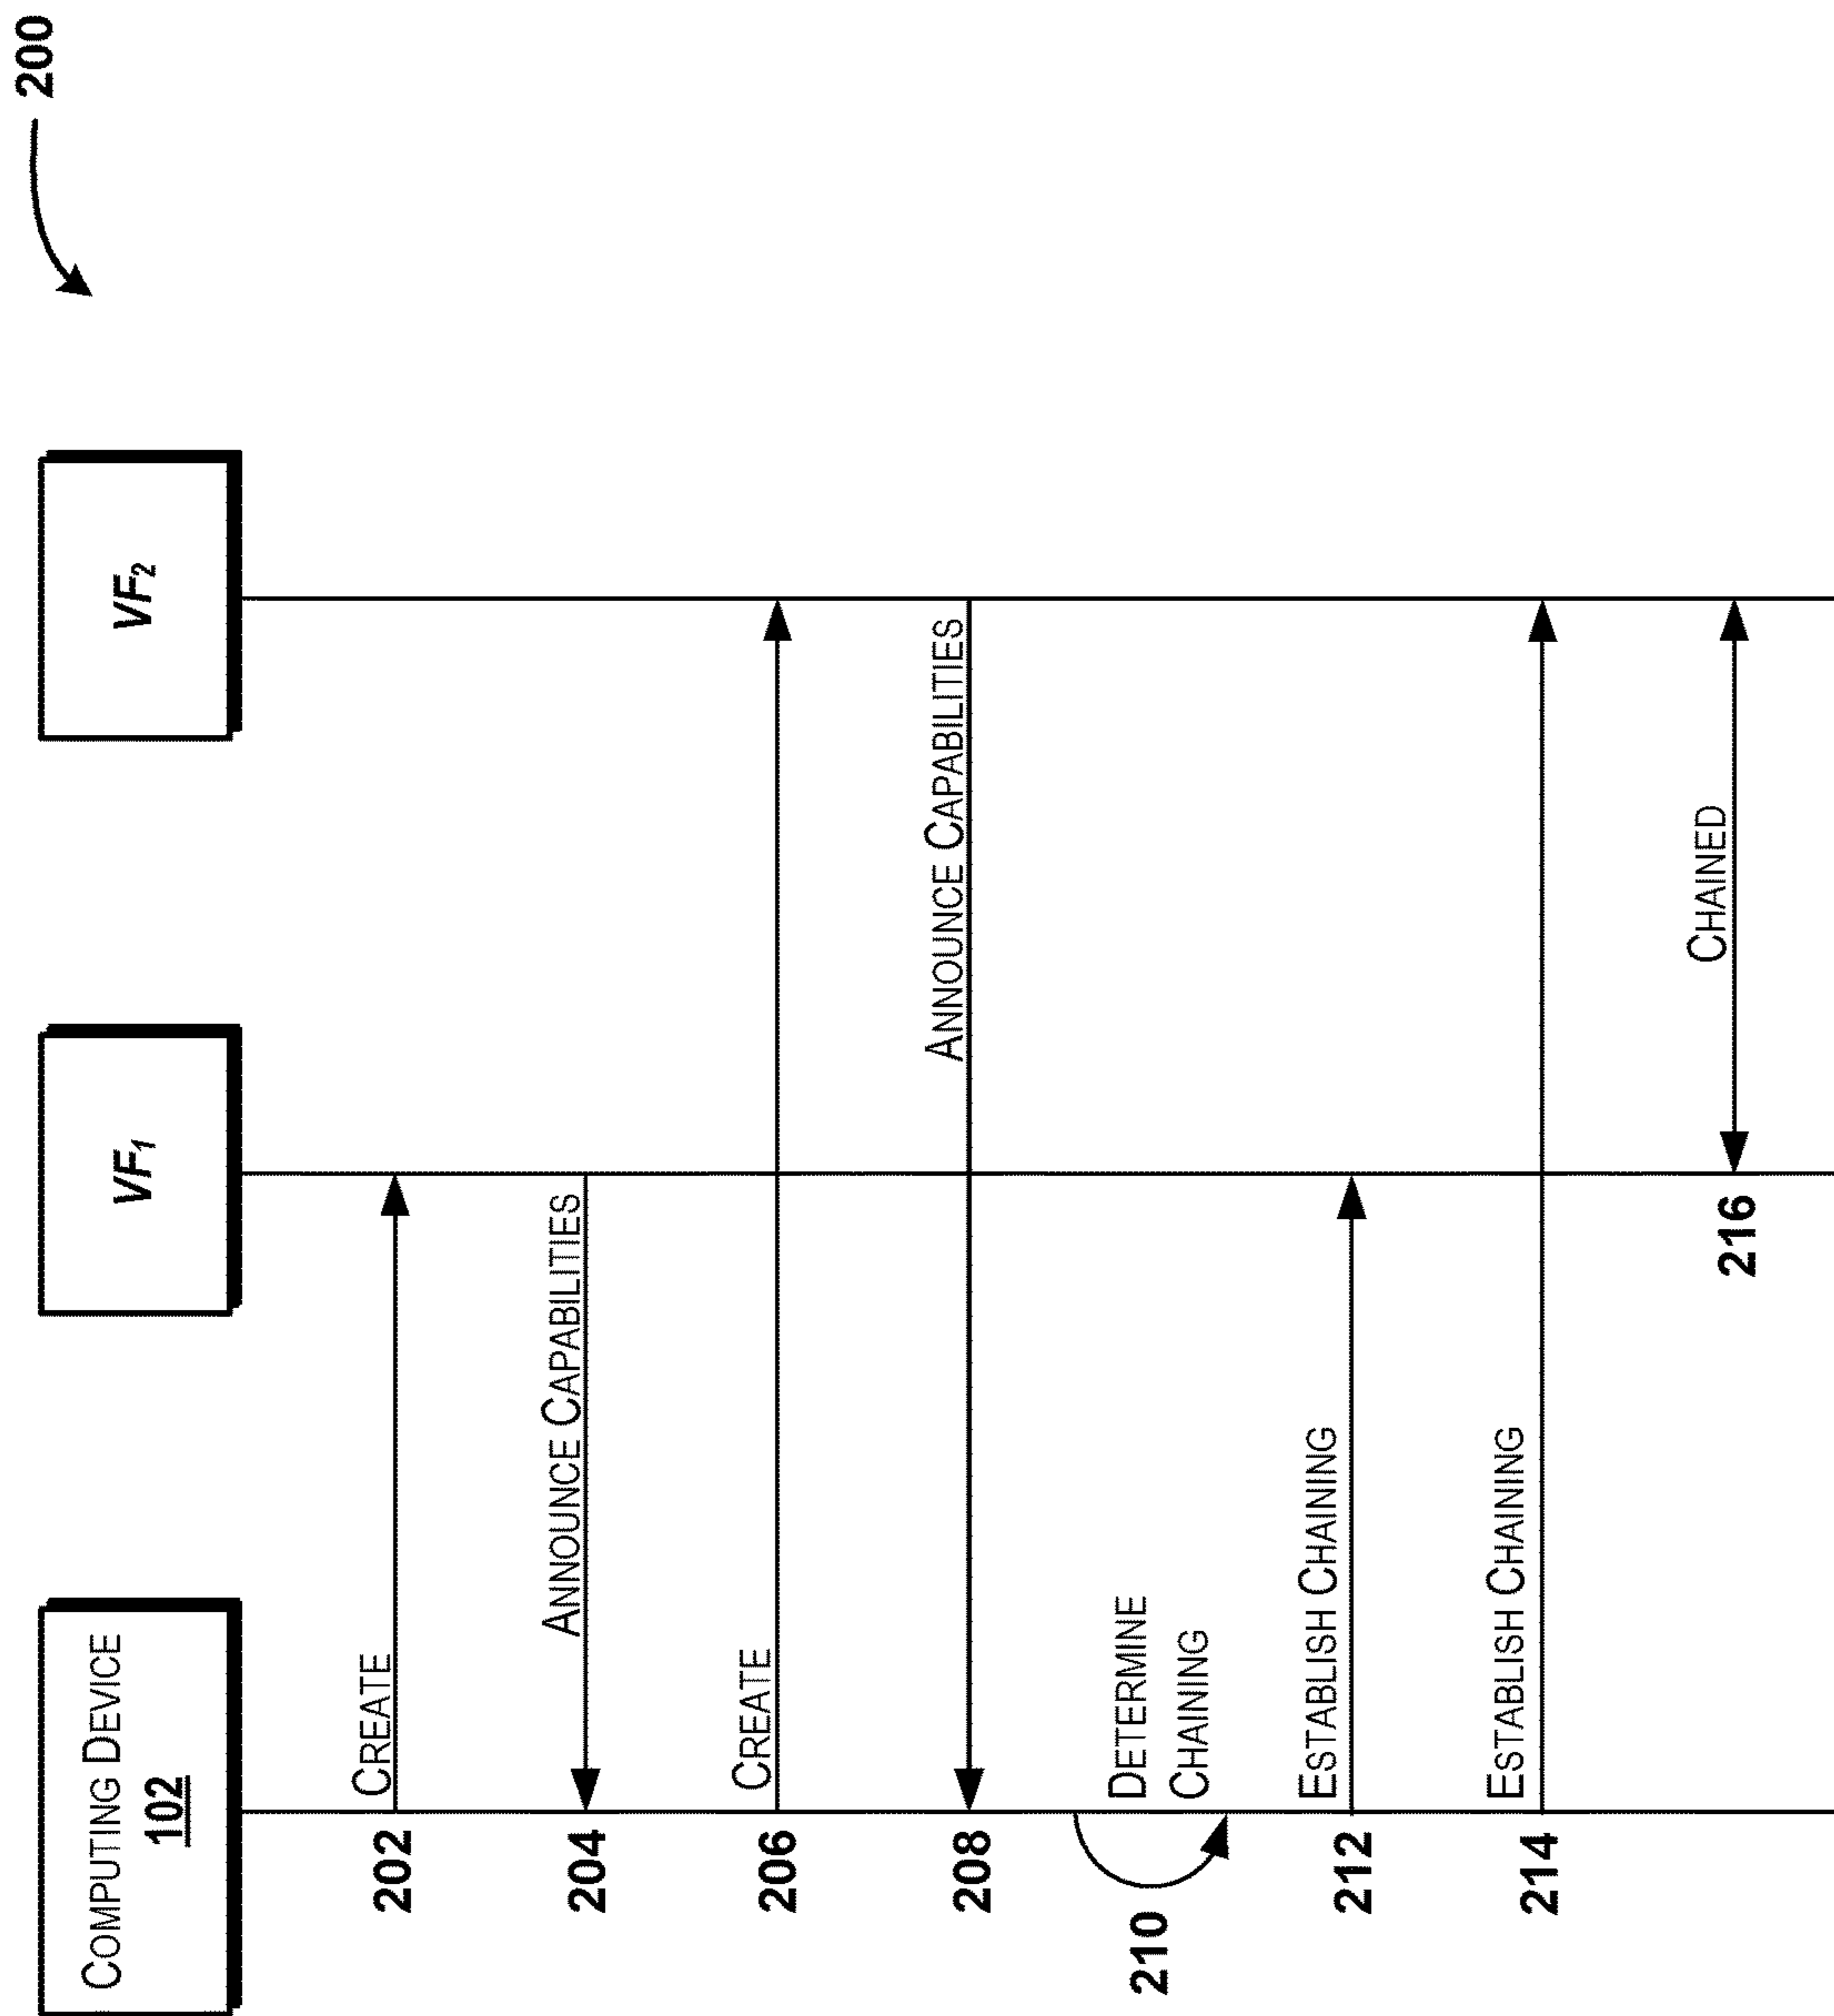 200
COMPUTING DEVICE
102
VF1
VF2
CREATE
202
ANNOUNCE CAPABILITIES
204
CREATE
206
ANNOUNCE CAPABILITIES
208
DETERMINE
CHAINING
210
ESTABLISH CHAINING
212
ESTABLISH CHAINING
214
CHAINED
216